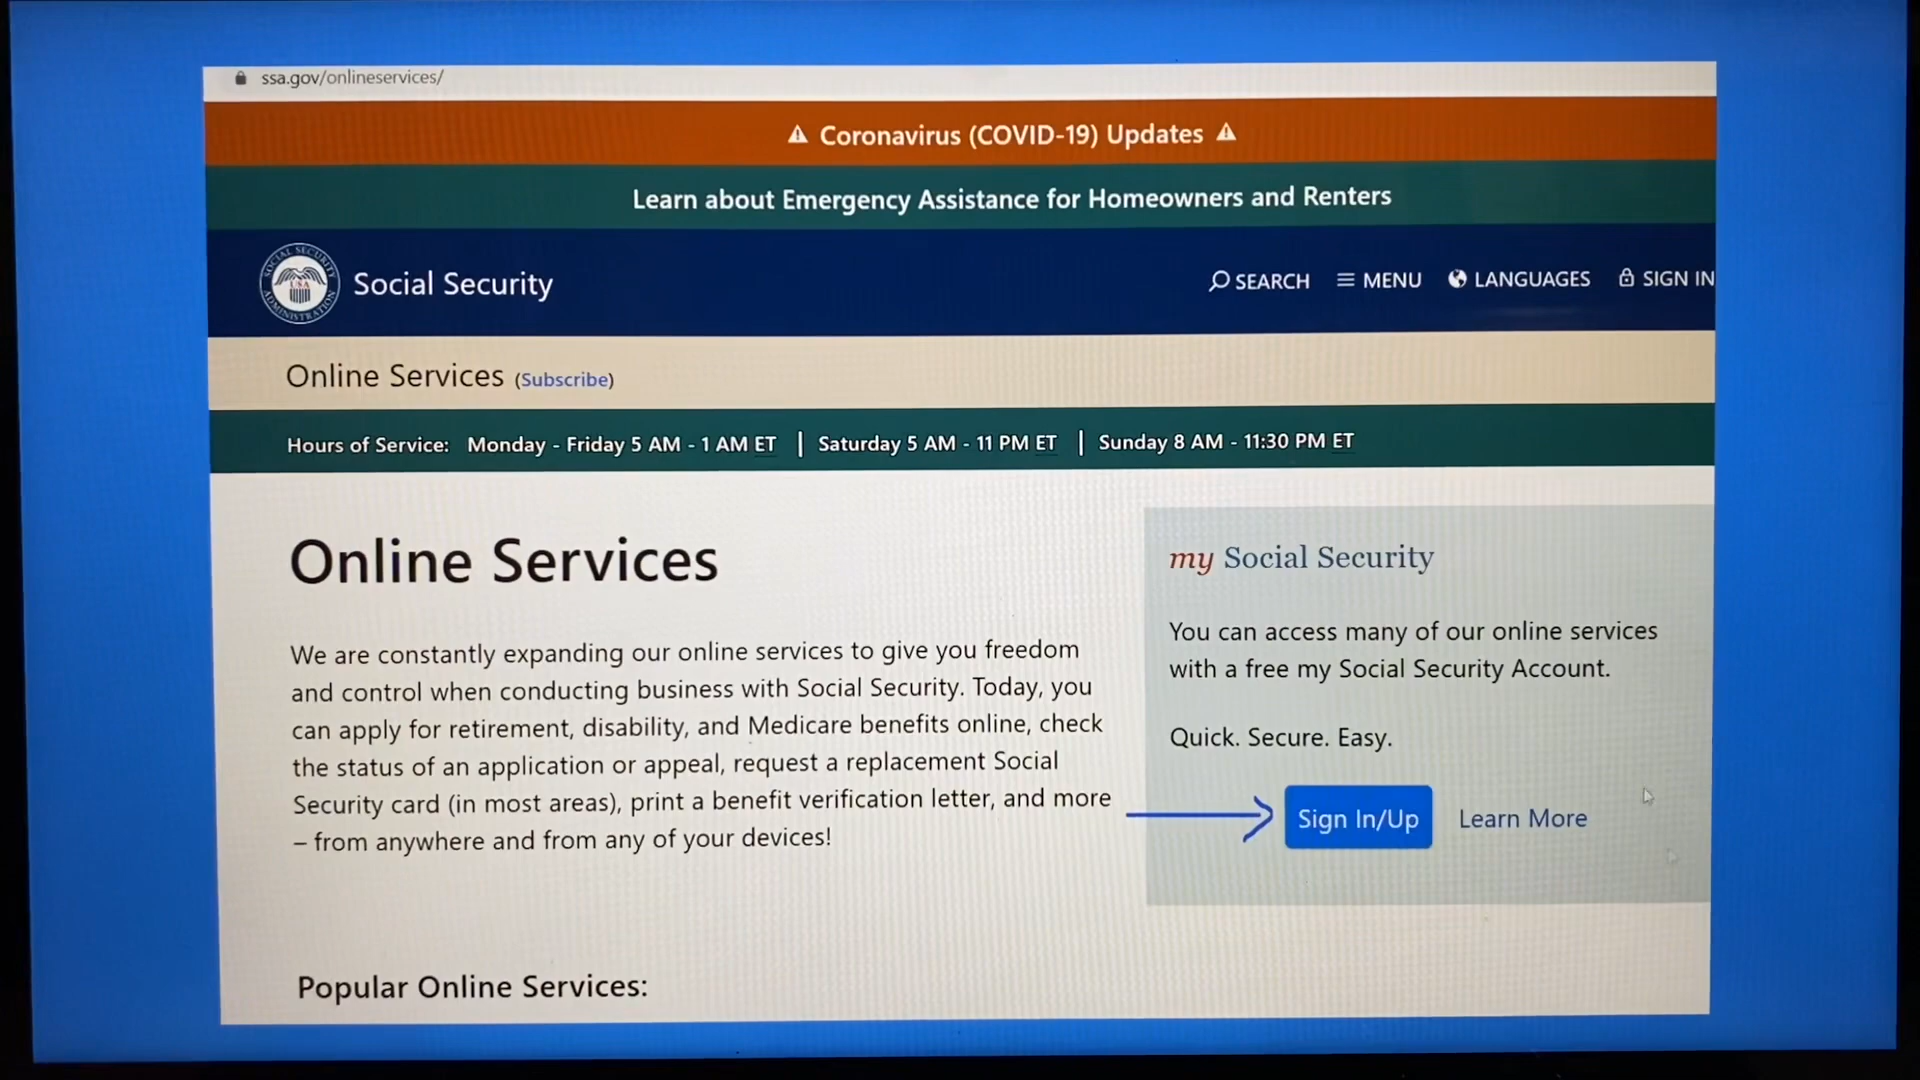 ssa.gov/onlineservices/
Coronavirus (COVID-19) Updates
Learn about Emergency Assistance for Homeowners and Renters
SOCIAL SECURITY ADMINISTRATION
USA
Social Security
SEARCH
MENU
LANGUAGES
SIGN IN
Online Services (Subscribe)
Hours of Service: Monday - Friday 5 AM - 1 AM ET | Saturday 5 AM - 11 PM ET | Sunday 8 AM - 11:30 PM ET
Online Services
We are constantly expanding our online services to give you freedom
and control when conducting business with Social Security. Today, you
can apply for retirement, disability, and Medicare benefits online, check
the status of an application or appeal, request a replacement Social
Security card (in most areas), print a benefit verification letter, and more
– from anywhere and from any of your devices!
my Social Security
You can access many of our online services
with a free my Social Security Account.
Quick. Secure. Easy.
Sign In/Up
Learn More
Popular Online Services: